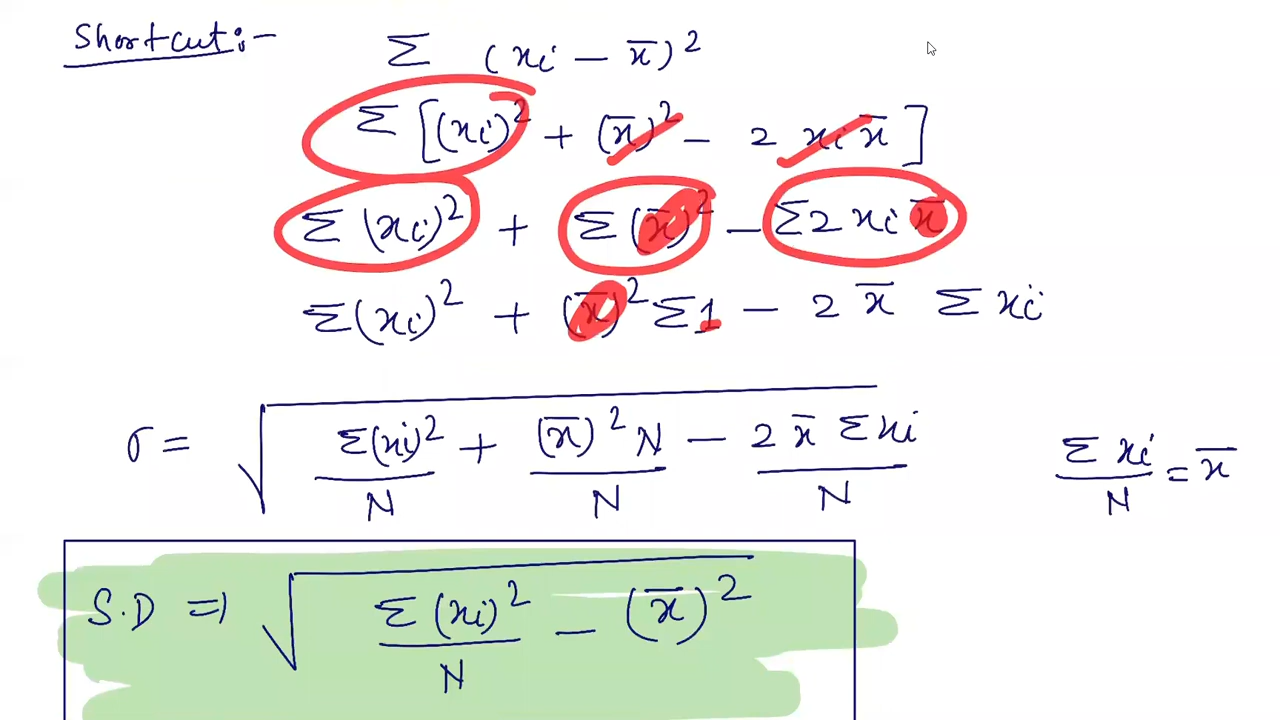 Shortcut:-
Σ (xi - x̄)²
Σ [(xi)² + (x̄)² - 2 xi x̄]
Σ (xi)² + Σ (x̄)² - Σ2 xi x̄
Σ(xi)² + (x̄)² Σ1 - 2 x̄ Σ xi
σ = √( Σ(xi)²/N + (x̄)² N/N - 2 x̄ Σ xi/N )
Σ xi/N = x̄
S.D ⇒ √( Σ (xi)²/N - (x̄)² )